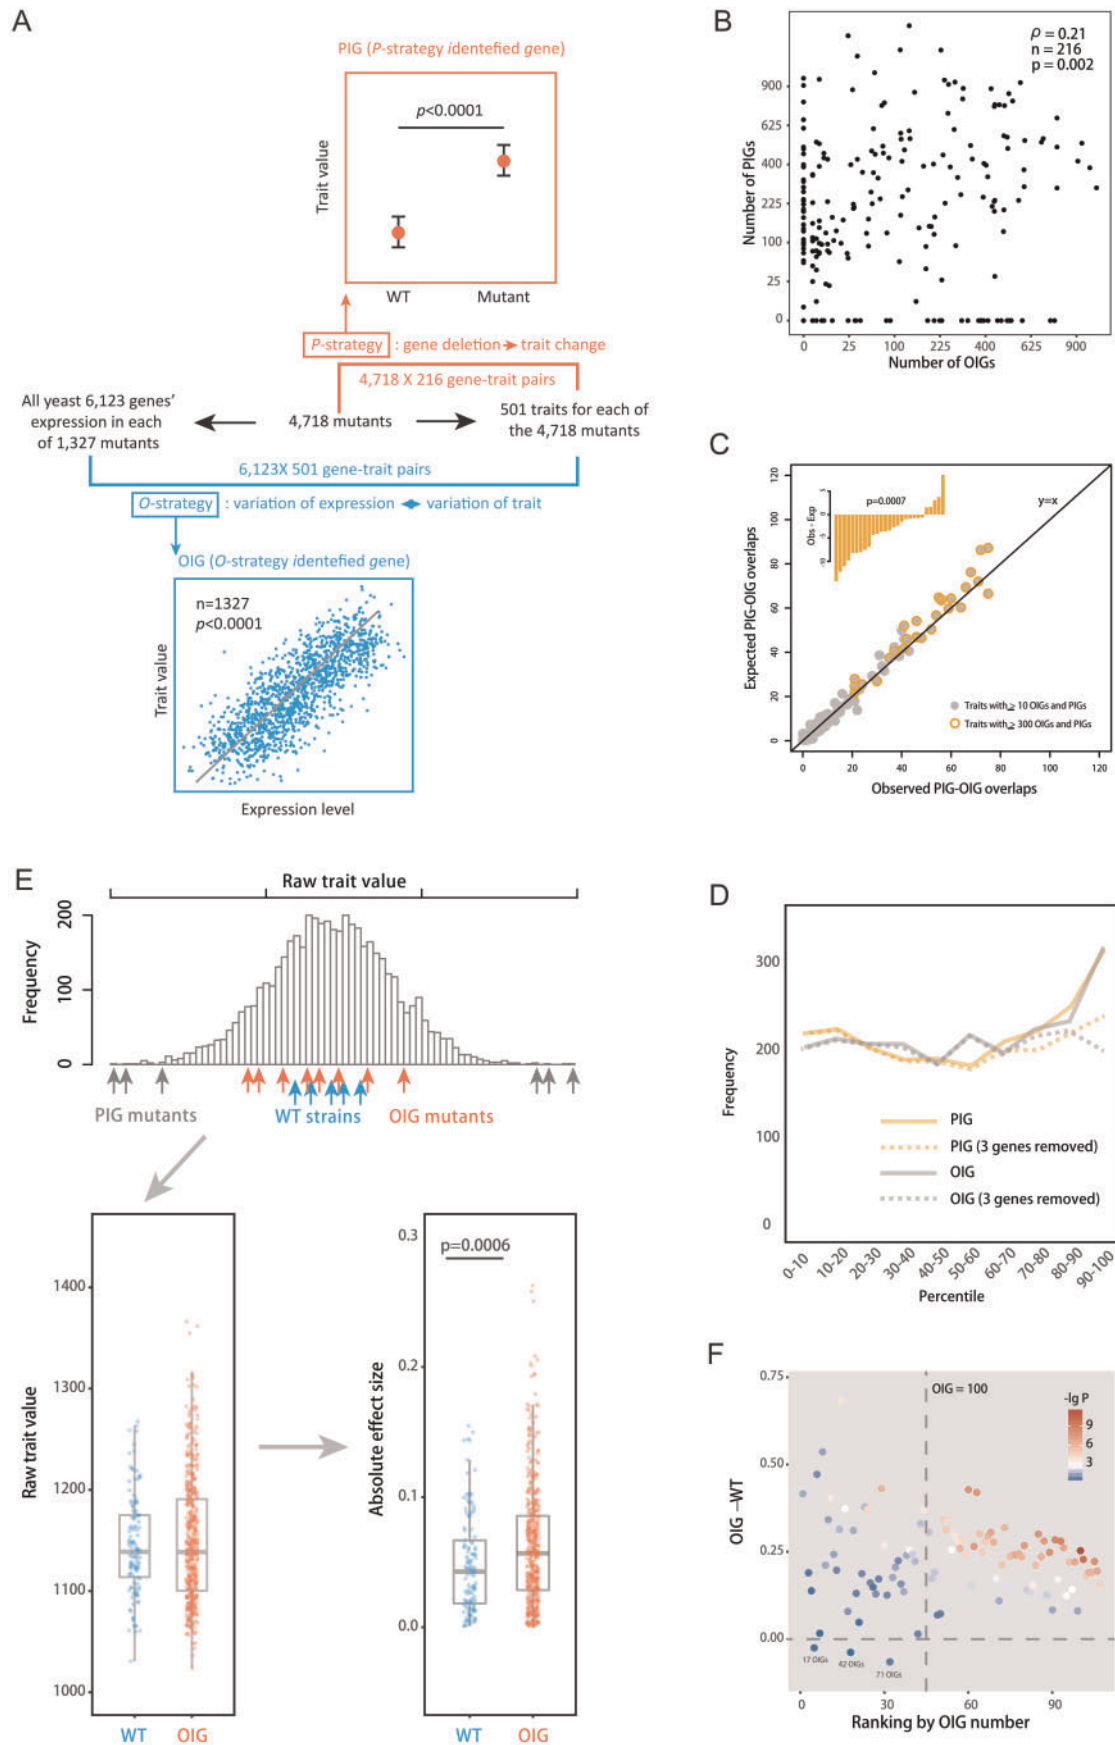 A
PIG (P-strategy identefied gene)
p<0.0001
Trait value
WT
Mutant
P-strategy : gene deletion trait change
4,718 X 216 gene-trait pairs
All yeast 6,123 genes'
expression in each
of 1,327 mutants
4,718 mutants
501 traits for each of
the 4,718 mutants
6,123X 501 gene-trait pairs
O-strategy : variation of expression variation of trait
OIG (O-strategy identefied gene)
n=1327
p<0.0001
Trait value
Expression level
B
ρ = 0.21
n = 216
p = 0.002
Number of PIGs
900
625
400
225
100
25
0
0 25 100 225 400 625 900
Number of OIGs
C
Expected PIG-OIG overlaps
120
100
80
60
40
20
0
Obs - Exp
5
0
-5
-10
p=0.0007
y=x
Traits with ≥ 10 OIGs and PIGs
Traits with ≥ 300 OIGs and PIGs
0 20 40 60 80 100 120
Observed PIG-OIG overlaps
E
Raw trait value
Frequency
200
100
0
PIG mutants
WT strains
OIG mutants
Raw trait value
1400
1300
1200
1100
1000
WT
OIG
Absolute effect size
0.3
0.2
0.1
0.0
p=0.0006
WT
OIG
D
Frequency
300
200
100
0
PIG
PIG (3 genes removed)
OIG
OIG (3 genes removed)
0-10 10-20 20-30 30-40 40-50 50-60 60-70 70-80 80-90 90-100
Percentile
F
OIG –WT
0.75
0.50
0.25
0.00
OIG = 100
-lg P
9
6
3
17 OIGs
42 OIGs
71 OIGs
0 30 60 90
Ranking by OIG number